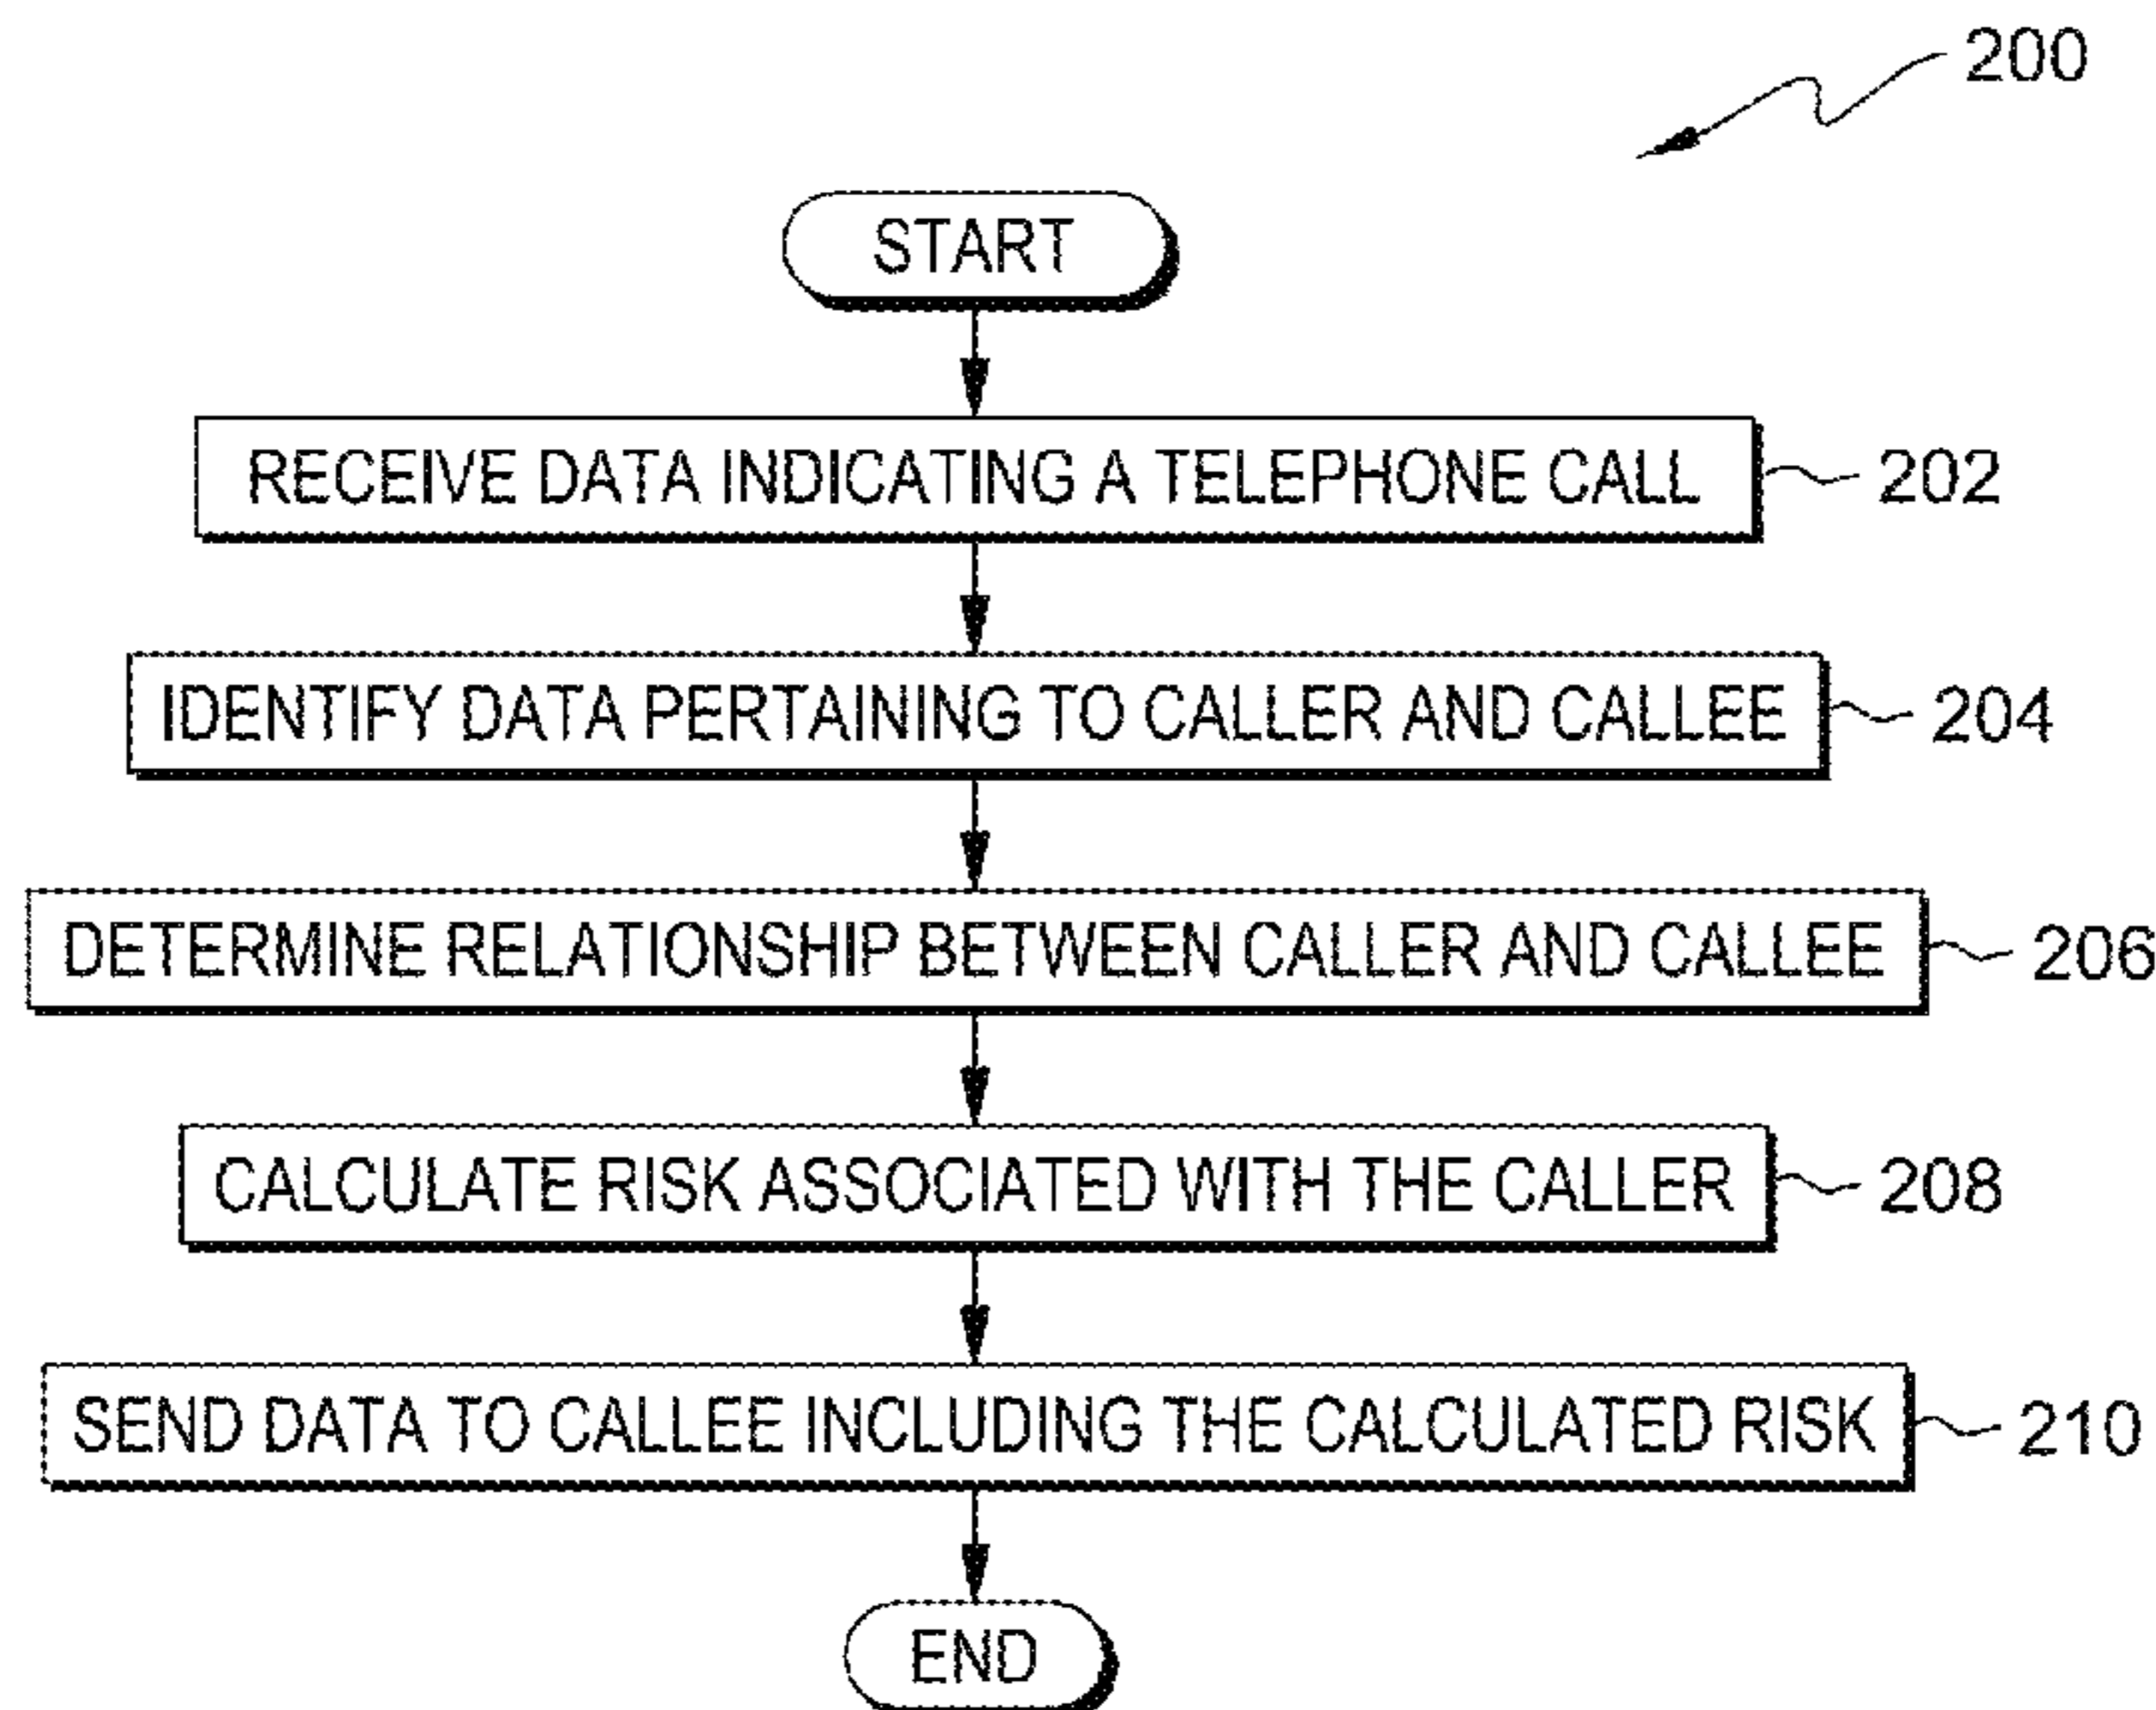 200
START
RECEIVE DATA INDICATING A TELEPHONE CALL 202
IDENTIFY DATA PERTAINING TO CALLER AND CALLEE 204
DETERMINE RELATIONSHIP BETWEEN CALLER AND CALLEE 206
CALCULATE RISK ASSOCIATED WITH THE CALLER 208
SEND DATA TO CALLEE INCLUDING THE CALCULATED RISK 210
END